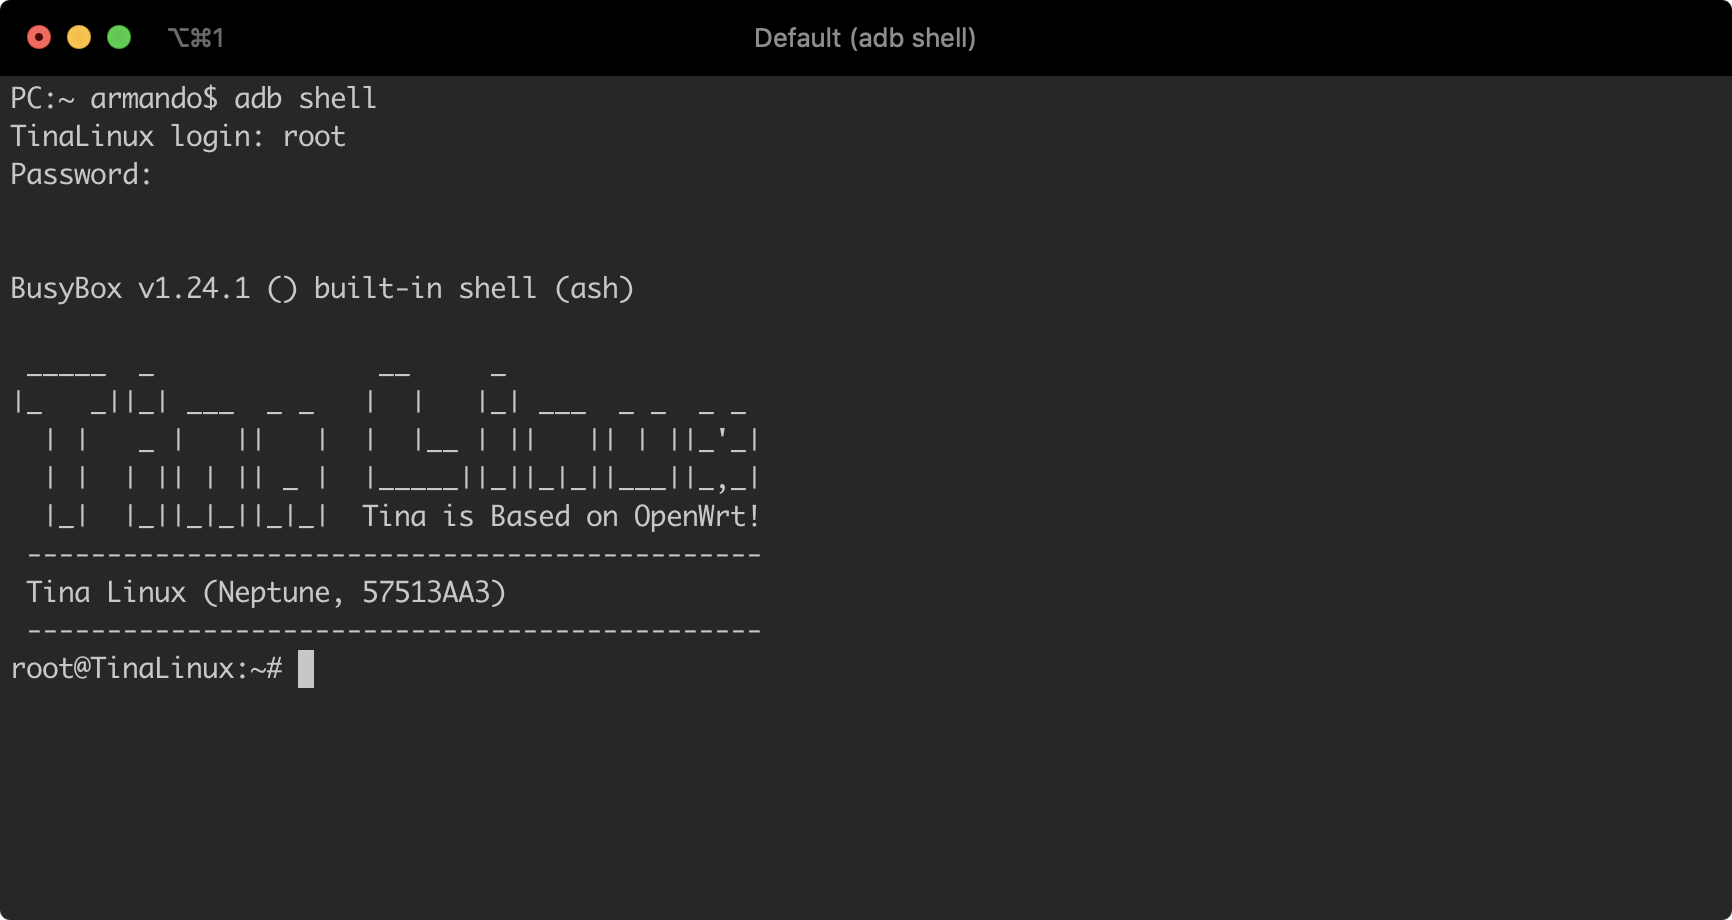 ⌥⌘1
Default (adb shell)
PC:~ armando$ adb shell
TinaLinux login: root
Password:
BusyBox v1.24.1 () built-in shell (ash)
 _____  _              __     _
|_   _||_| ___  _ _   |  |   |_| ___  _ _  _ _
  | |   _ |   ||   |  |  |__ | ||   || | ||_'_|
  | |  | || | || _ |  |_____||_||_|_||___||_,_|
  |_|  |_||_|_||_|_|  Tina is Based on OpenWrt!
 ----------------------------------------------
 Tina Linux (Neptune, 57513AA3)
 ----------------------------------------------
root@TinaLinux:~#